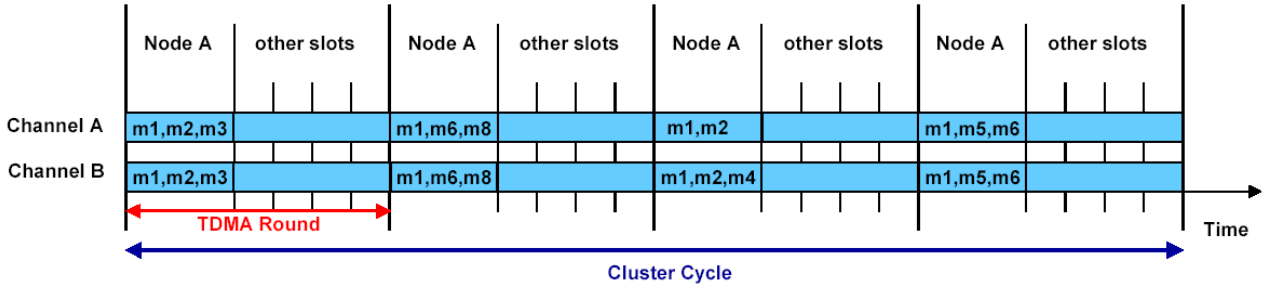 Node A other slots Node A other slots Node A other slots Node A other slots
Channel A m1,m2,m3 m1,m6,m8 m1,m2 m1,m5,m6
Channel B m1,m2,m3 m1,m6,m8 m1,m2,m4 m1,m5,m6
TDMA Round Time
Cluster Cycle